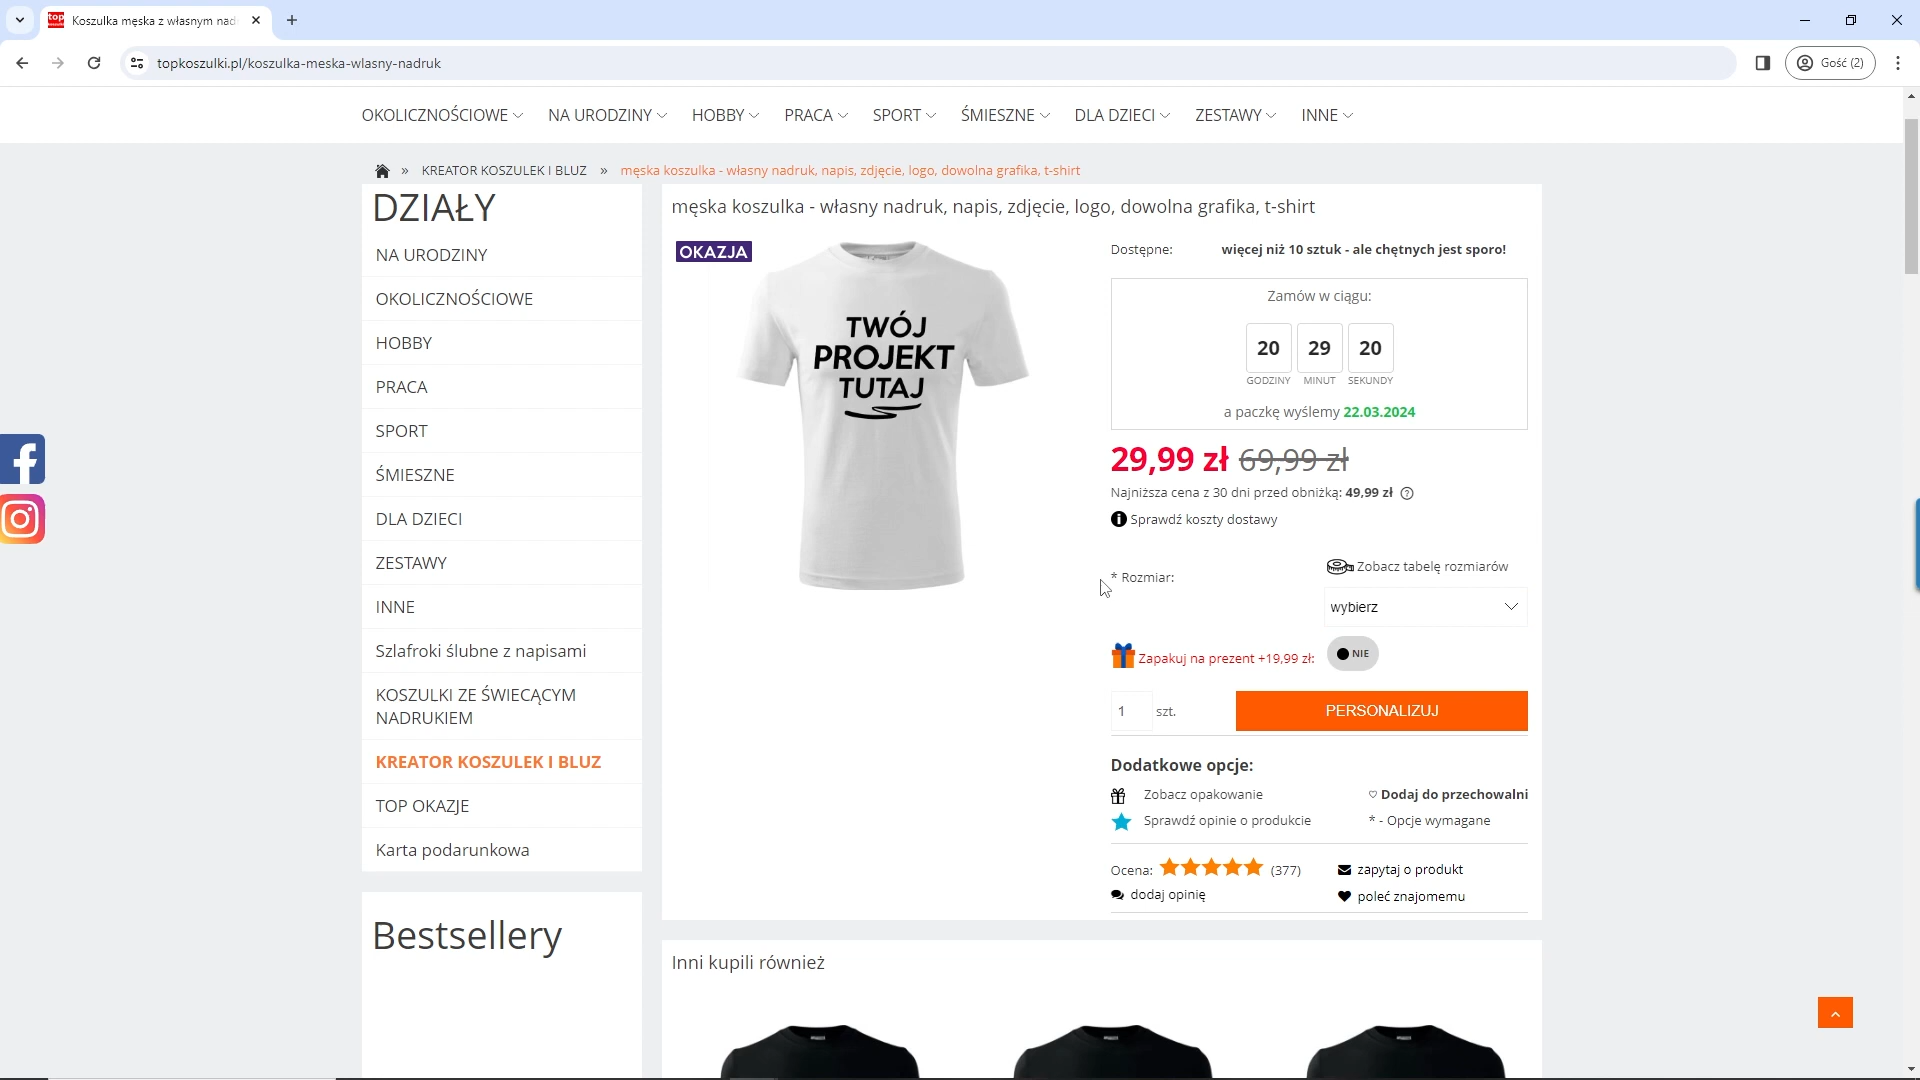 Koszulka męska z własnym nad
topkoszulki.pl/koszulka-meska-wlasny-nadruk
Gość (2)
OKOLICZNOŚCIOWE NA URODZINY HOBBY PRACA SPORT ŚMIESZNE DLA DZIECI ZESTAWY INNE
» KREATOR KOSZULEK I BLUZ » męska koszulka - własny nadruk, napis, zdjęcie, logo, dowolna grafika, t-shirt
DZIAŁY
NA URODZINY
OKOLICZNOŚCIOWE
HOBBY
PRACA
SPORT
ŚMIESZNE
DLA DZIECI
ZESTAWY
INNE
Szlafroki ślubne z napisami
KOSZULKI ZE ŚWIECĄCYM
NADRUKIEM
KREATOR KOSZULEK I BLUZ
TOP OKAZJE
Karta podarunkowa
Bestsellery
męska koszulka - własny nadruk, napis, zdjęcie, logo, dowolna grafika, t-shirt
OKAZJA
TWÓJ
PROJEKT
TUTAJ
Dostępne: więcej niż 10 sztuk - ale chętnych jest sporo!
Zamów w ciągu:
20 29 20
GODZINY MINUT SEKUNDY
a paczkę wyślemy 22.03.2024
29,99 zł 69,99 zł
Najniższa cena z 30 dni przed obniżką: 49,99 zł ?
Sprawdź koszty dostawy
Zobacz tabelę rozmiarów
* Rozmiar:
wybierz
Zapakuj na prezent +19,99 zł: NIE
1 szt. PERSONALIZUJ
Dodatkowe opcje:
Zobacz opakowanie Dodaj do przechowalni
Sprawdź opinie o produkcie * - Opcje wymagane
Ocena: (377) zapytaj o produkt
dodaj opinię poleć znajomemu
Inni kupili również